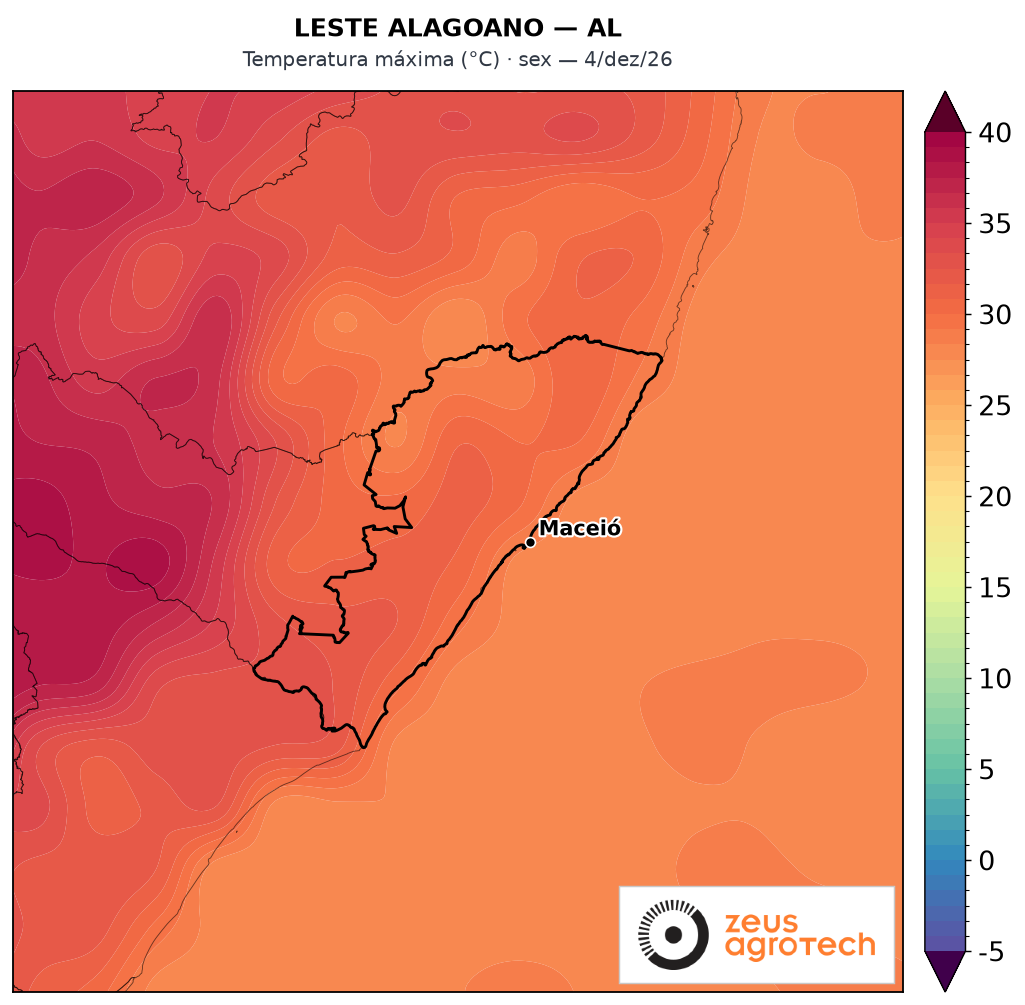 LESTE ALAGOANO — AL
Temperatura máxima (°C) · sex — 4/dez/26
40
35
30
25
20
15
10
5
0
-5
Maceió
zeus
agrotech